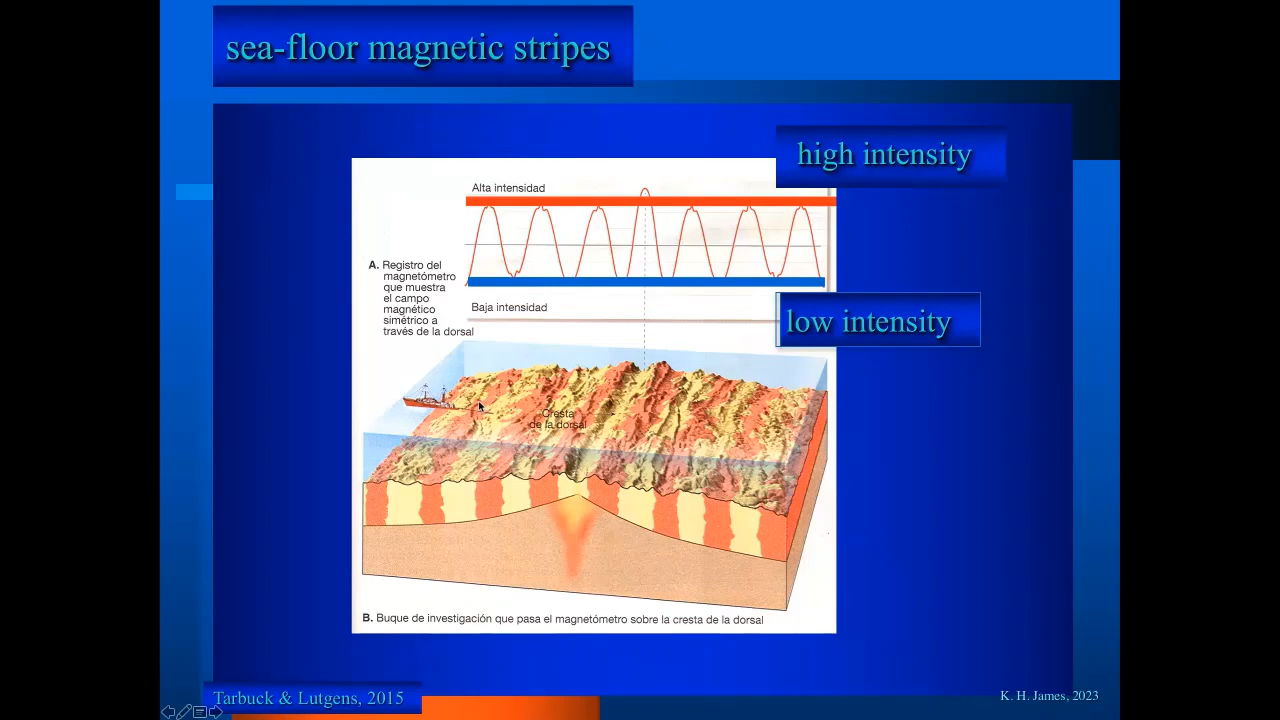 sea-floor magnetic stripes
high intensity
Alta intensidad
A. Registro del
magnetómetro
que muestra
el campo
magnético
simétrico a
través de la dorsal
Baja intensidad
low intensity
Cresta
de la dorsal
B. Buque de investigación que pasa el magnetómetro sobre la cresta de la dorsal
Tarbuck & Lutgens, 2015
K. H. James, 2023